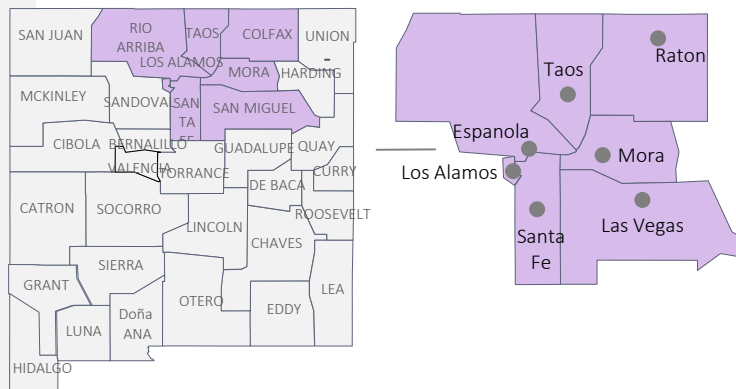 SAN JUAN
RIO
ARRIBA
TAOS
COLFAX
UNION
LOS ALAMOS
MORA
HARDING
MCKINLEY
SANDOVAL
SAN
TA
FE
SAN MIGUEL
CIBOLA
BERNALILLO
GUADALUPE
QUAY
VALENCIA
TORRANCE
CURRY
DE BACA
CATRON
SOCORRO
ROOSEVELT
LINCOLN
CHAVES
SIERRA
GRANT
OTERO
LEA
EDDY
Doña
ANA
LUNA
HIDALGO
Raton
Taos
Espanola
Mora
Los Alamos
Las Vegas
Santa
Fe